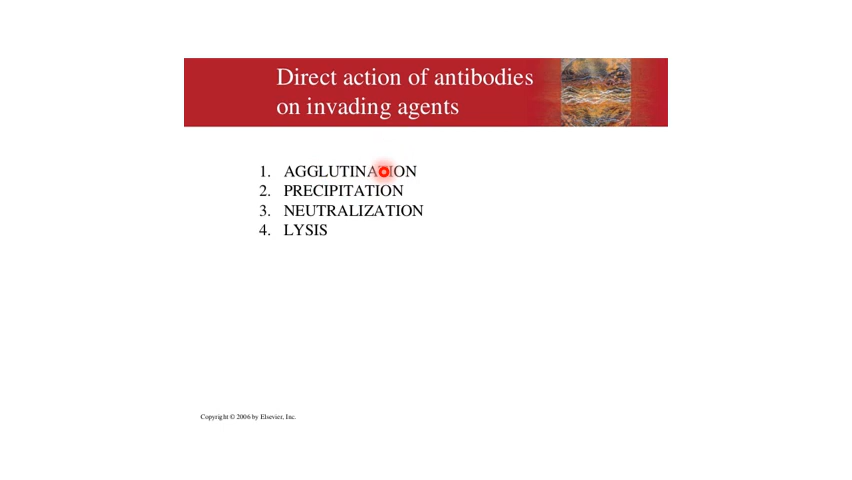 Direct action of antibodies
on invading agents
1. AGGLUTINATION
2. PRECIPITATION
3. NEUTRALIZATION
4. LYSIS
Copyright © 2006 by Elsevier, Inc.